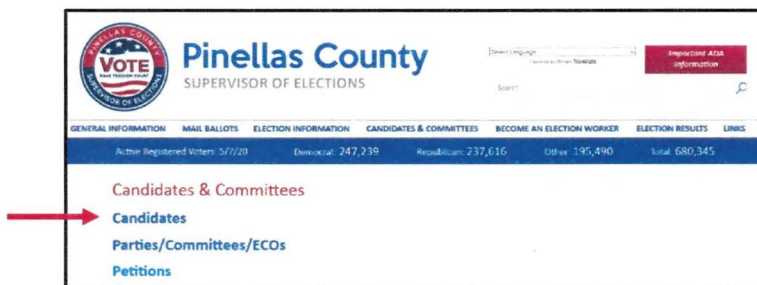 PINELLAS COUNTY
VOTE
MAKE FREEDOM COUNT
SUPERVISOR OF ELECTIONS
Pinellas County
SUPERVISOR OF ELECTIONS
Select Language
Translate
Important ADA
Information
Search
GENERAL INFORMATION MAIL BALLOTS ELECTION INFORMATION CANDIDATES & COMMITTEES BECOME AN ELECTION WORKER ELECTION RESULTS LINKS
Active Registered Voters: 5/7/20 Democrat: 247,239 Republican: 237,616 Other: 195,490 Total: 680,345
Candidates & Committees
Candidates
Parties/Committees/ECOs
Petitions